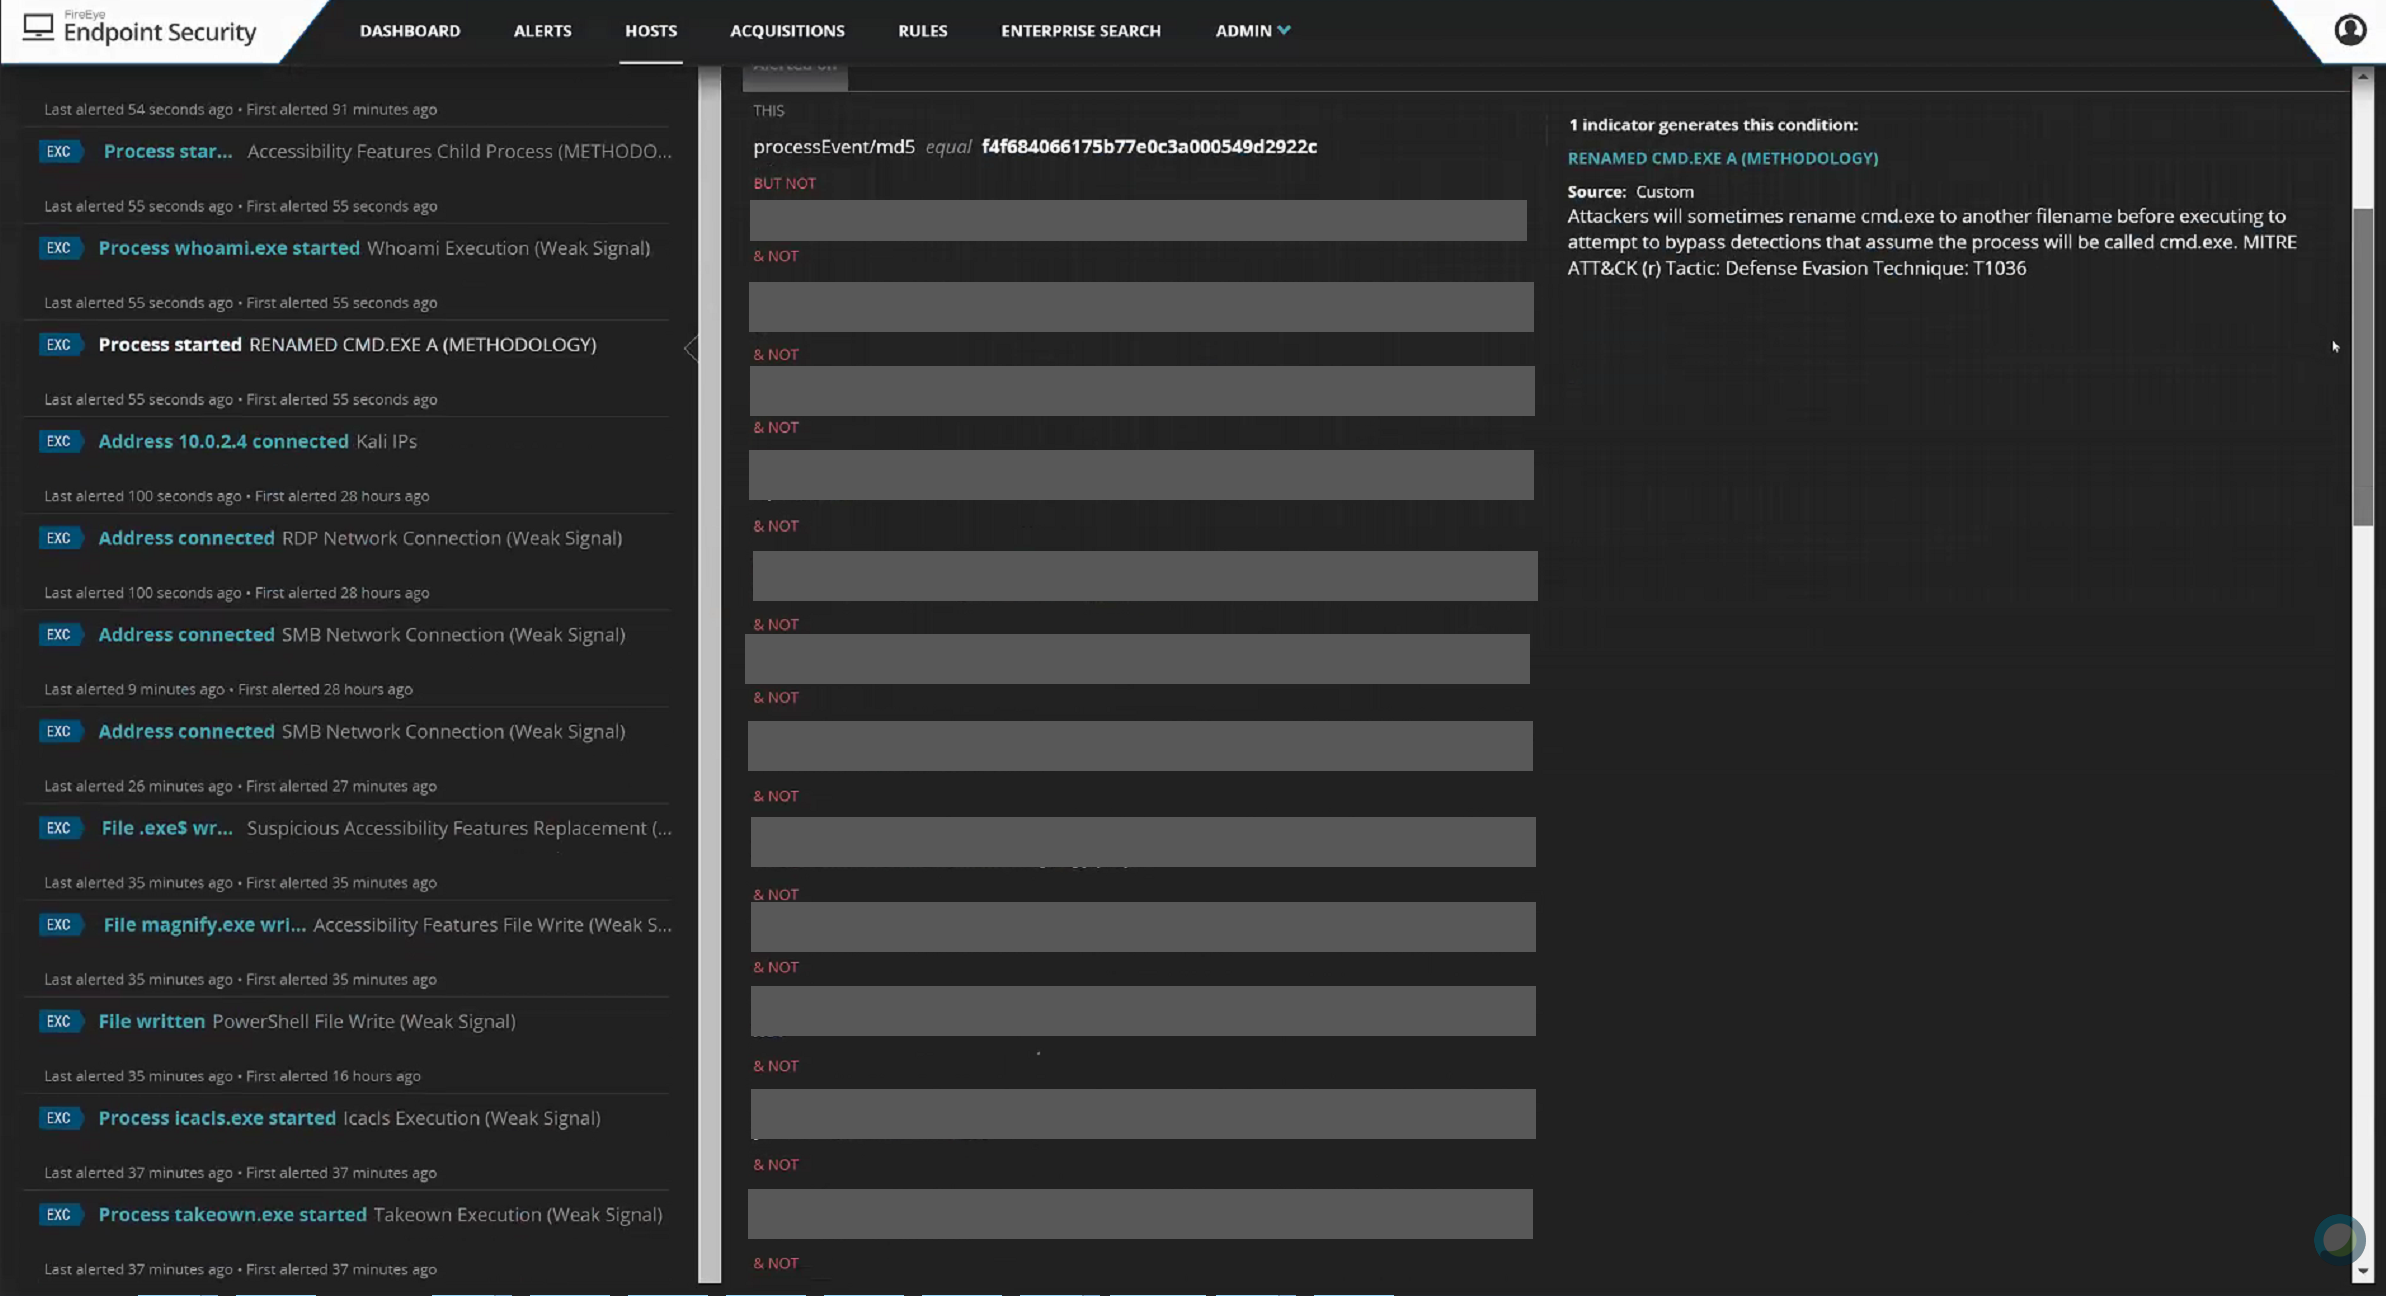 FireEye
Endpoint Security
DASHBOARD
ALERTS
HOSTS
ACQUISITIONS
RULES
ENTERPRISE SEARCH
ADMIN
Last alerted 54 seconds ago • First alerted 91 minutes ago
EXC Process star... Accessibility Features Child Process (METHODO...
Last alerted 55 seconds ago • First alerted 55 seconds ago
EXC Process whoami.exe started Whoami Execution (Weak Signal)
Last alerted 55 seconds ago • First alerted 55 seconds ago
EXC Process started RENAMED CMD.EXE A (METHODOLOGY)
Last alerted 55 seconds ago • First alerted 55 seconds ago
EXC Address 10.0.2.4 connected Kali IPs
Last alerted 100 seconds ago • First alerted 28 hours ago
EXC Address connected RDP Network Connection (Weak Signal)
Last alerted 100 seconds ago • First alerted 28 hours ago
EXC Address connected SMB Network Connection (Weak Signal)
Last alerted 9 minutes ago • First alerted 28 hours ago
EXC Address connected SMB Network Connection (Weak Signal)
Last alerted 26 minutes ago • First alerted 27 minutes ago
EXC File .exe$ wr... Suspicious Accessibility Features Replacement (...
Last alerted 35 minutes ago • First alerted 35 minutes ago
EXC File magnify.exe wri... Accessibility Features File Write (Weak S...
Last alerted 35 minutes ago • First alerted 35 minutes ago
EXC File written PowerShell File Write (Weak Signal)
Last alerted 35 minutes ago • First alerted 16 hours ago
EXC Process icacls.exe started Icacls Execution (Weak Signal)
Last alerted 37 minutes ago • First alerted 37 minutes ago
EXC Process takeown.exe started Takeown Execution (Weak Signal)
Last alerted 37 minutes ago • First alerted 37 minutes ago
Alerted on
THIS
processEvent/md5 equal f4f684066175b77e0c3a000549d2922c
BUT NOT
& NOT
& NOT
& NOT
& NOT
& NOT
& NOT
& NOT
& NOT
& NOT
& NOT
& NOT
& NOT
1 indicator generates this condition:
RENAMED CMD.EXE A (METHODOLOGY)
Source: Custom
Attackers will sometimes rename cmd.exe to another filename before executing to
attempt to bypass detections that assume the process will be called cmd.exe. MITRE
ATT&CK (r) Tactic: Defense Evasion Technique: T1036